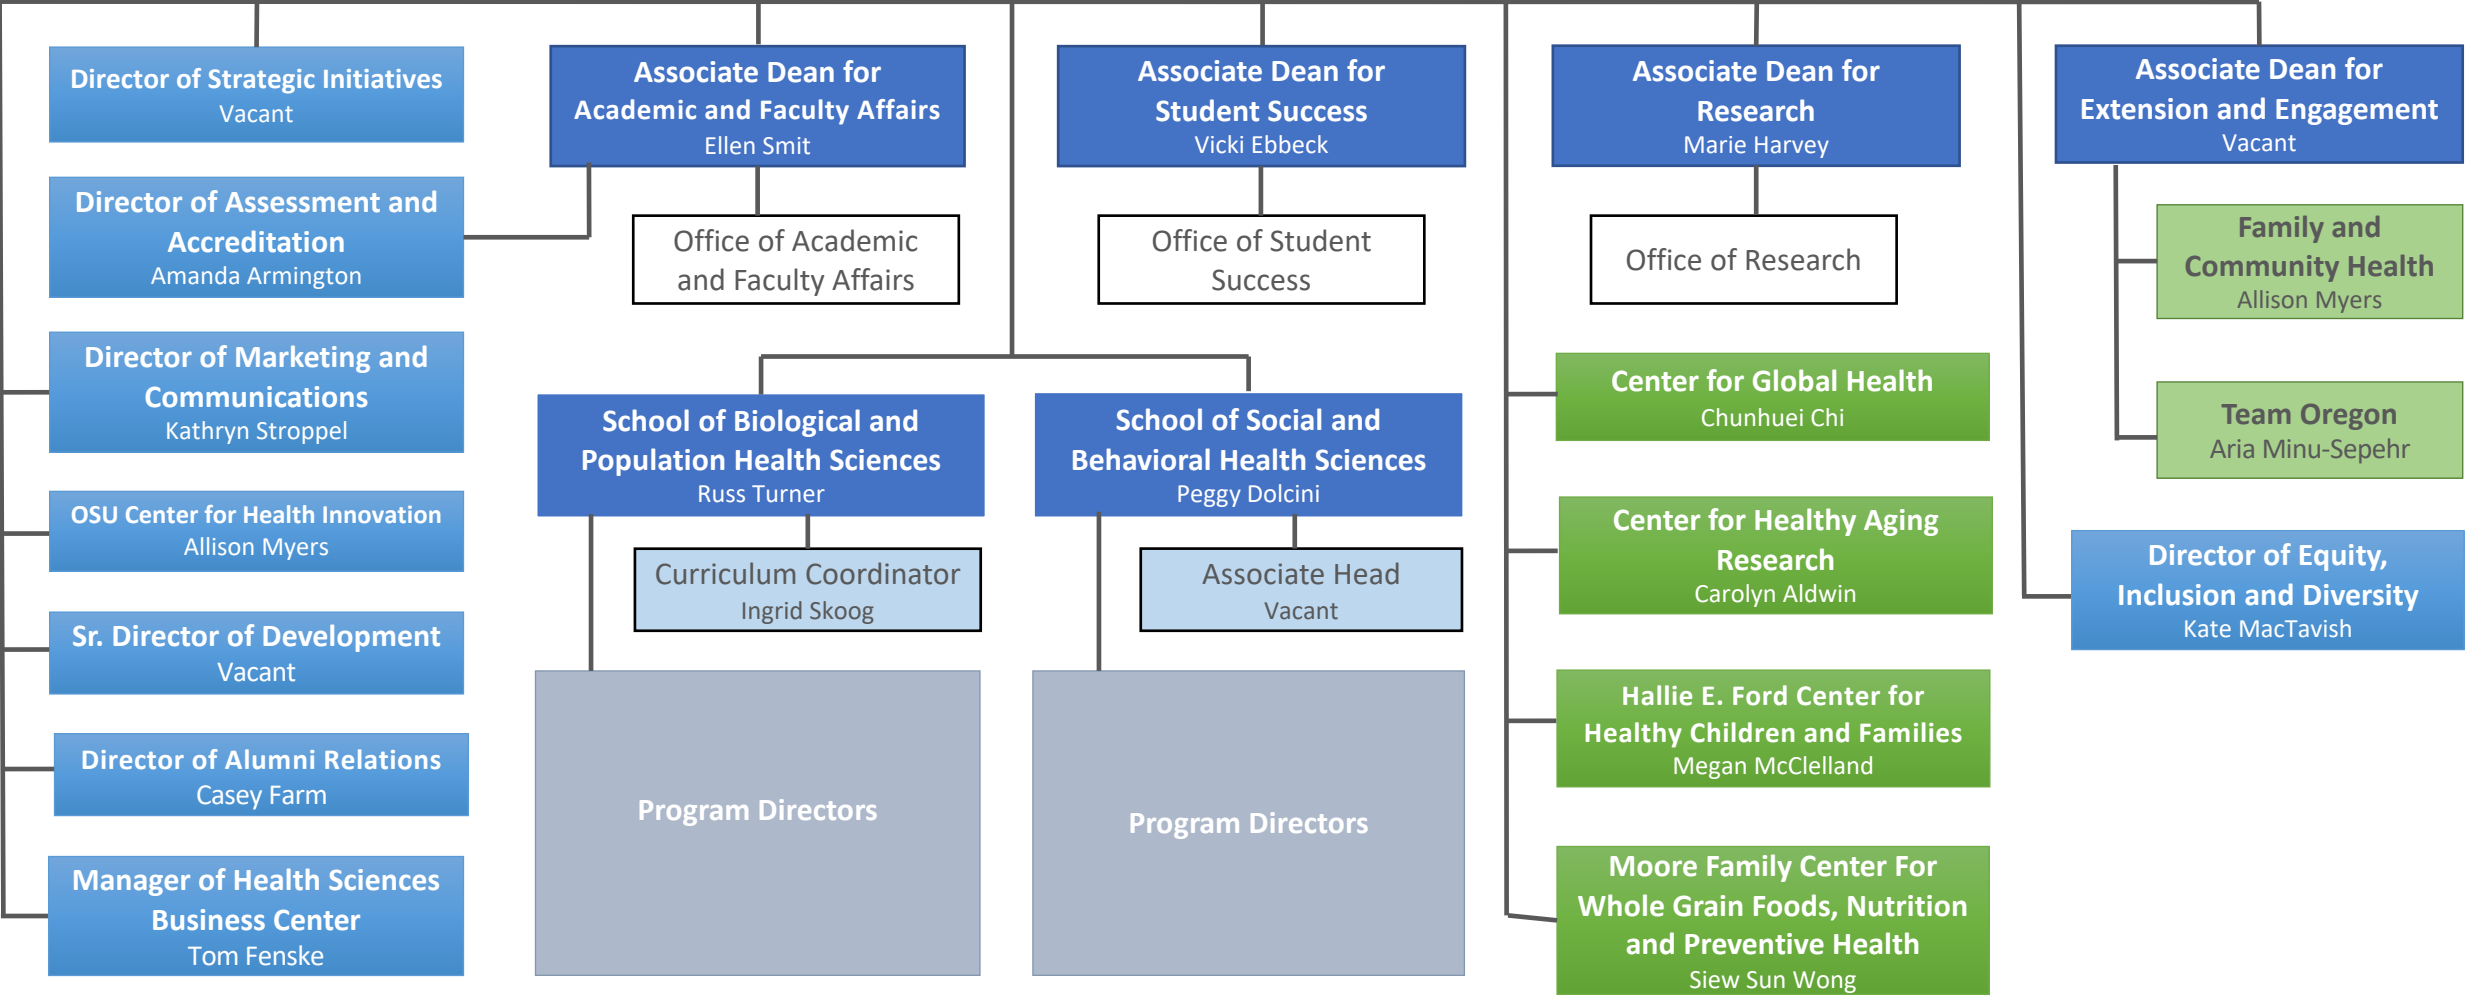 Director of Strategic Initiatives
Vacant
Director of Assessment and
Accreditation
Amanda Armington
Director of Marketing and
Communications
Kathryn Stroppel
OSU Center for Health Innovation
Allison Myers
Sr. Director of Development
Vacant
Director of Alumni Relations
Casey Farm
Manager of Health Sciences
Business Center
Tom Fenske
Associate Dean for
Academic and Faculty Affairs
Ellen Smit
Office of Academic
and Faculty Affairs
Associate Dean for
Student Success
Vicki Ebbeck
Office of Student
Success
School of Biological and
Population Health Sciences
Russ Turner
Curriculum Coordinator
Ingrid Skoog
Program Directors
School of Social and
Behavioral Health Sciences
Peggy Dolcini
Associate Head
Vacant
Program Directors
Associate Dean for
Research
Marie Harvey
Office of Research
Center for Global Health
Chunhuei Chi
Center for Healthy Aging
Research
Carolyn Aldwin
Hallie E. Ford Center for
Healthy Children and Families
Megan McClelland
Moore Family Center For
Whole Grain Foods, Nutrition
and Preventive Health
Siew Sun Wong
Associate Dean for
Extension and Engagement
Vacant
Family and
Community Health
Allison Myers
Team Oregon
Aria Minu-Sepehr
Director of Equity,
Inclusion and Diversity
Kate MacTavish